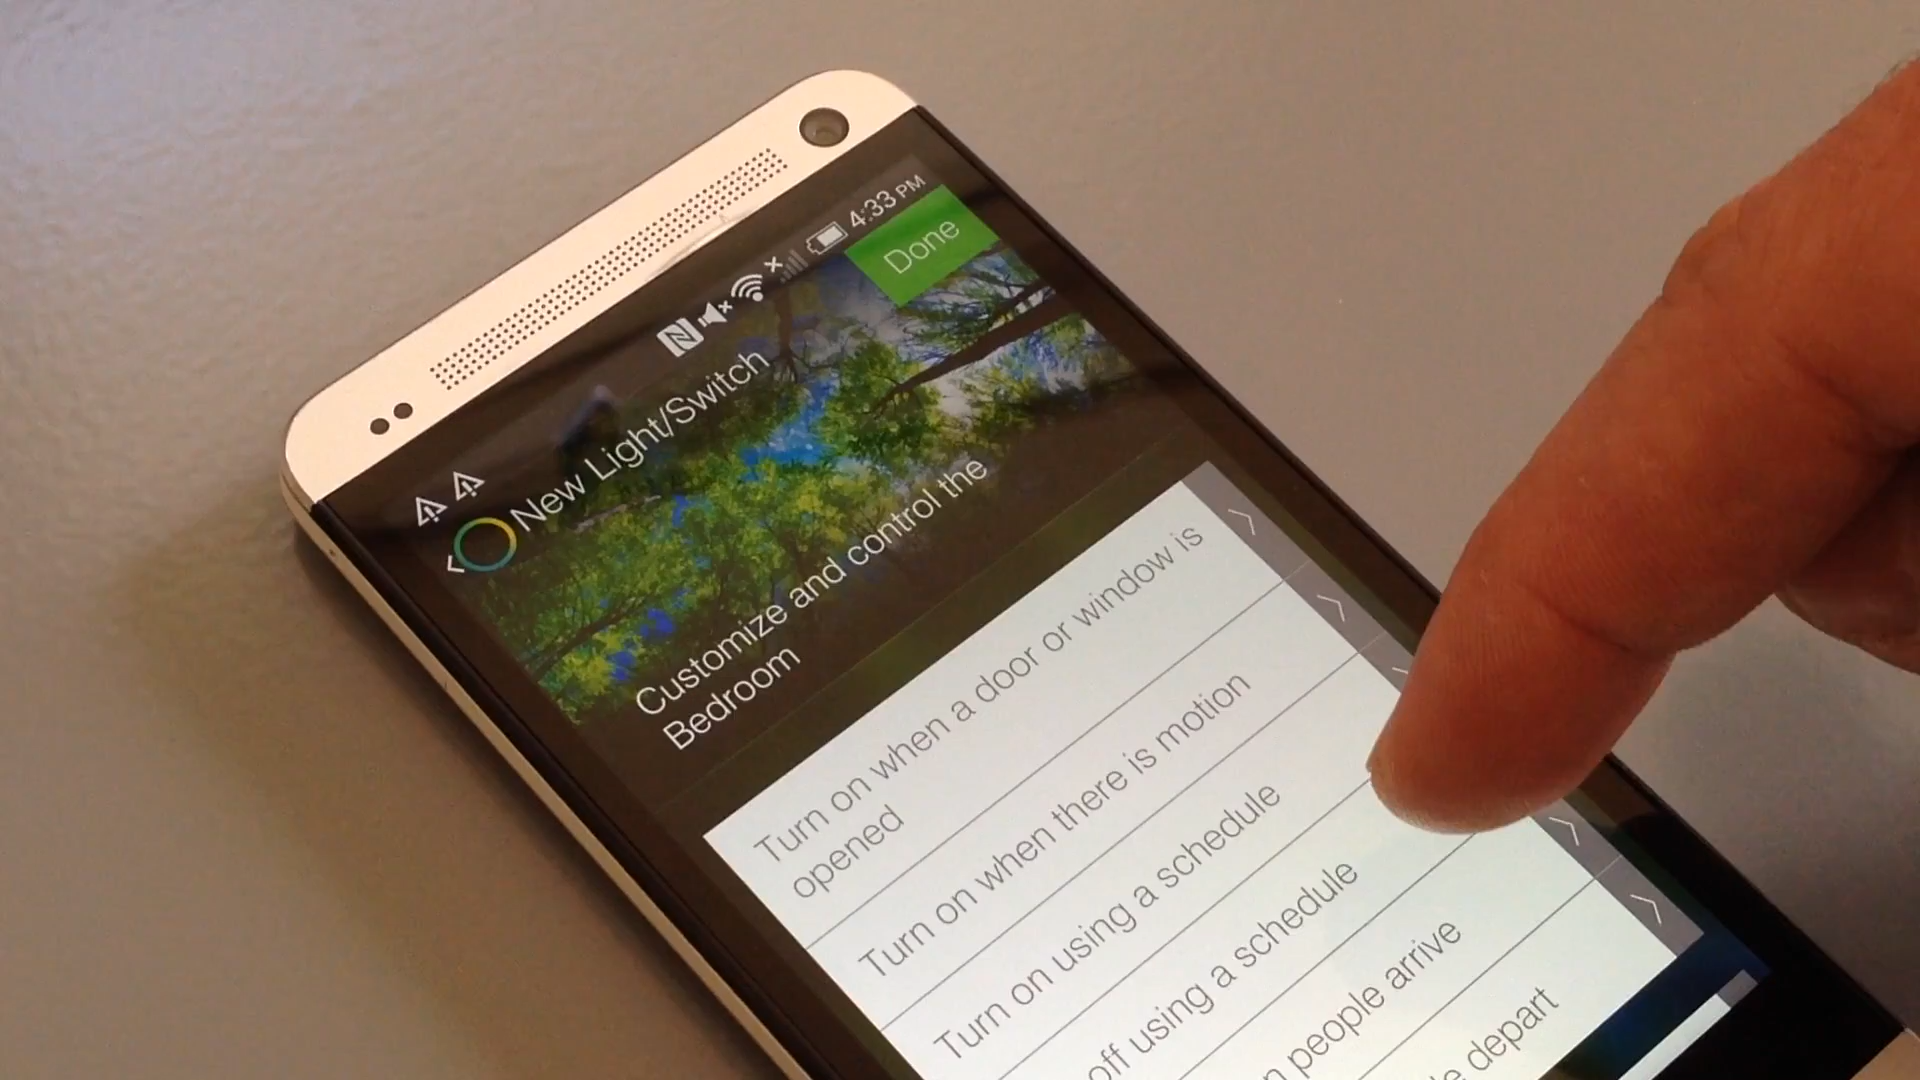 4:33 PM
New Light/Switch
Done
Customize and control the
Bedroom
Turn on when a door or window is
opened
Turn on when there is motion
Turn on using a schedule
off using a schedule
people arrive
depart